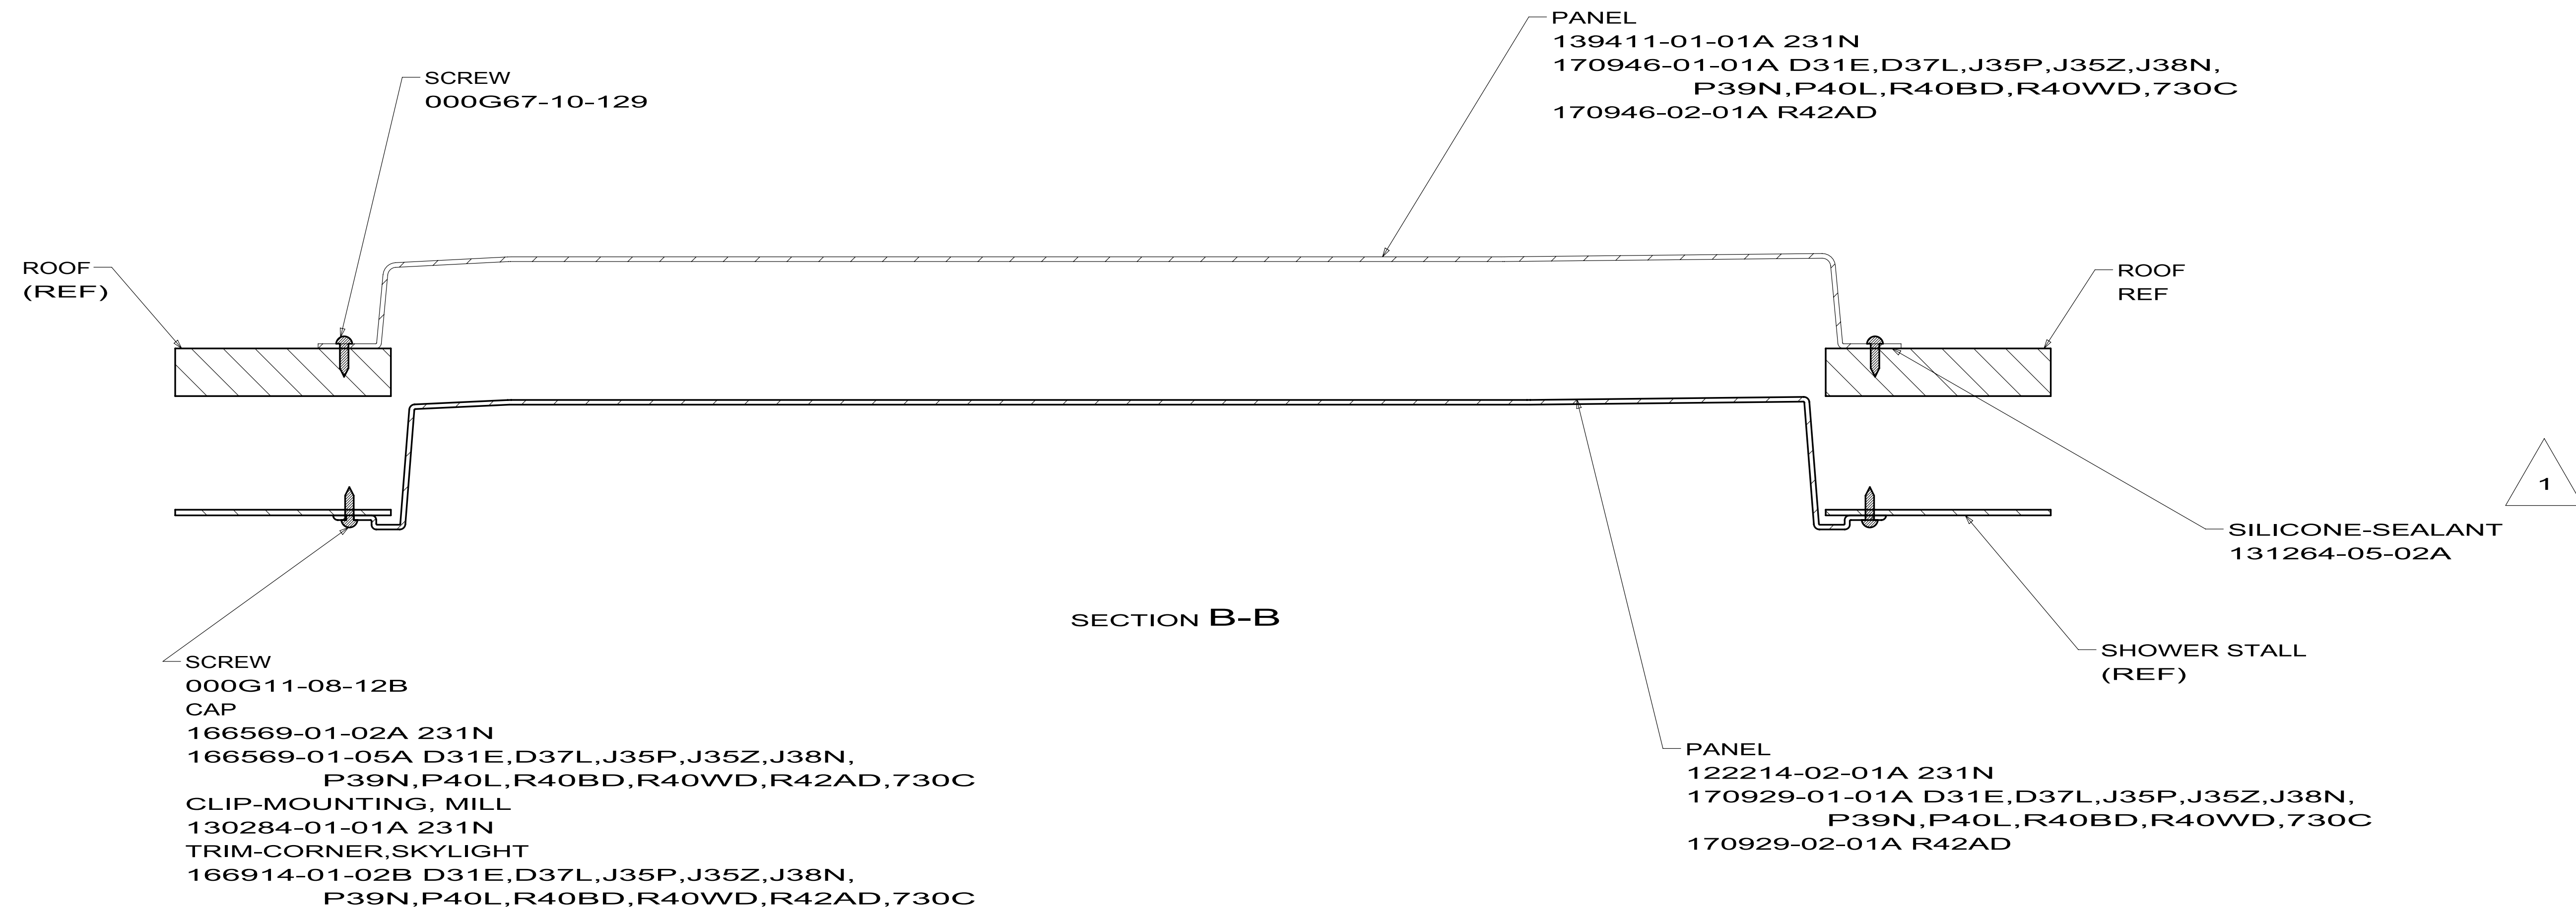 PANEL
139411-01-01A 231N
170946-01-01A D31E,D37L,J35P,J35Z,J38N,
P39N,P40L,R40BD,R40WD,730C
170946-02-01A R42AD
SCREW
000G67-10-129
ROOF
(REF)
ROOF
REF
1
SILICONE-SEALANT
131264-05-02A
SECTION B-B
SHOWER STALL
(REF)
SCREW
000G11-08-12B
CAP
166569-01-02A 231N
166569-01-05A D31E,D37L,J35P,J35Z,J38N,
P39N,P40L,R40BD,R40WD,R42AD,730C
CLIP-MOUNTING, MILL
130284-01-01A 231N
TRIM-CORNER,SKYLIGHT
166914-01-02B D31E,D37L,J35P,J35Z,J38N,
P39N,P40L,R40BD,R40WD,R42AD,730C
PANEL
122214-02-01A 231N
170929-01-01A D31E,D37L,J35P,J35Z,J38N,
P39N,P40L,R40BD,R40WD,730C
170929-02-01A R42AD